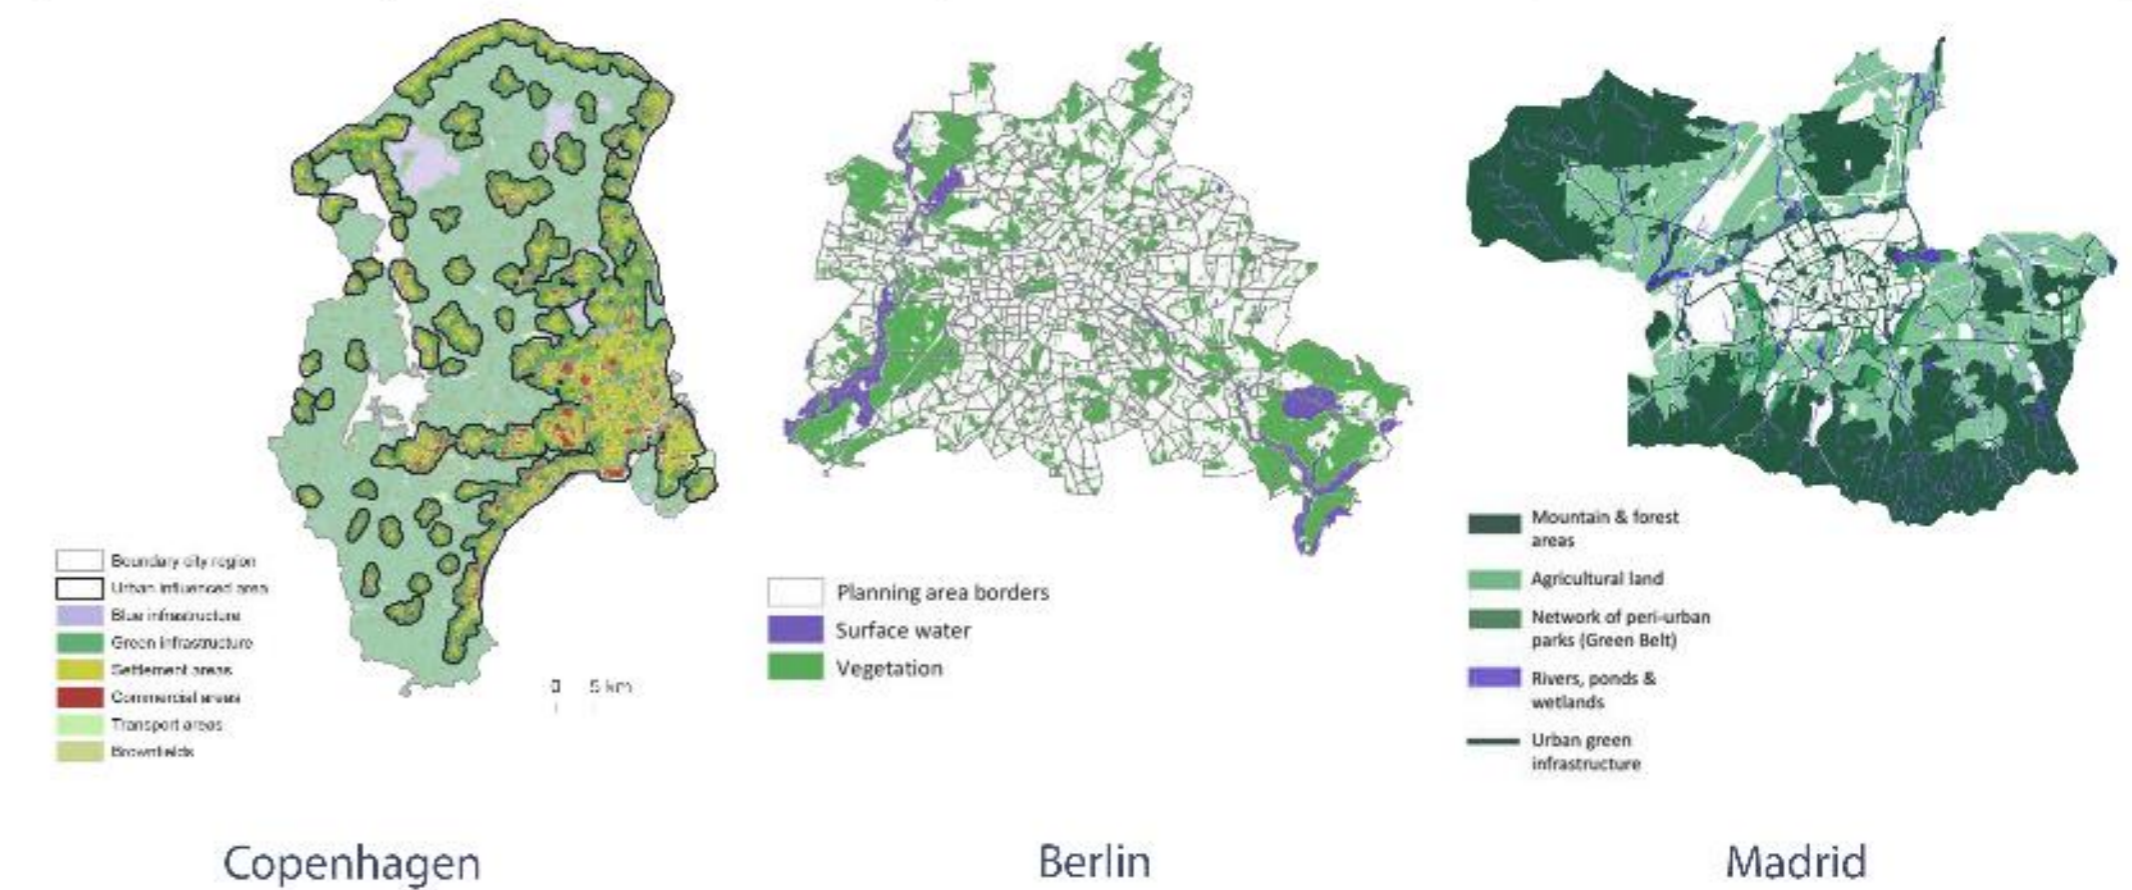 Boundary city region
Urban influenced area
Blue infrastructure
Green infrastructure
Settlement areas
Commercial areas
Transport areas
Brownfields
0 5 km
Planning area borders
Surface water
Vegetation
Mountain & forest
areas
Agricultural land
Network of peri-urban
parks (Green Belt)
Rivers, ponds &
wetlands
Urban green
infrastructure
Copenhagen
Berlin
Madrid